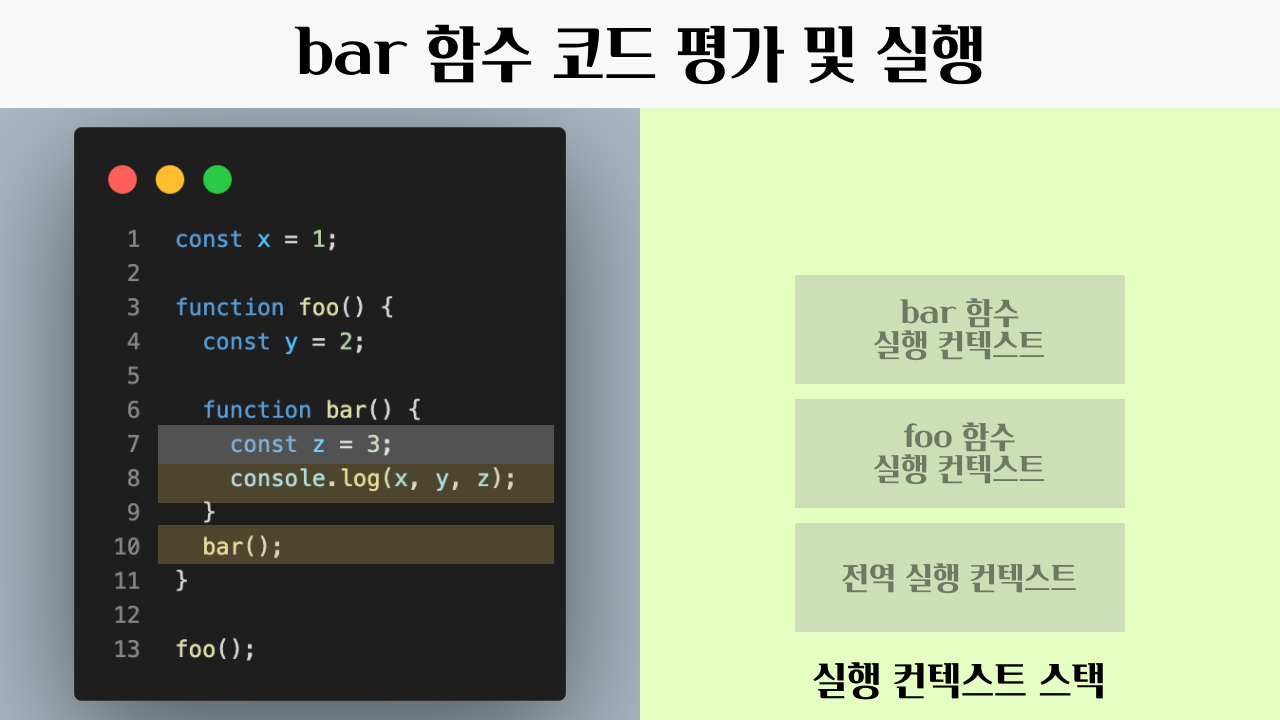 bar 함수 코드 평가 및 실행
1 const x = 1;
2
3 function foo() {
4   const y = 2;
5
6   function bar() {
7     const z = 3;
8     console.log(x, y, z);
9   }
10   bar();
11 }
12
13 foo();
bar 함수
실행 컨텍스트
foo 함수
실행 컨텍스트
전역 실행 컨텍스트
실행 컨텍스트 스택